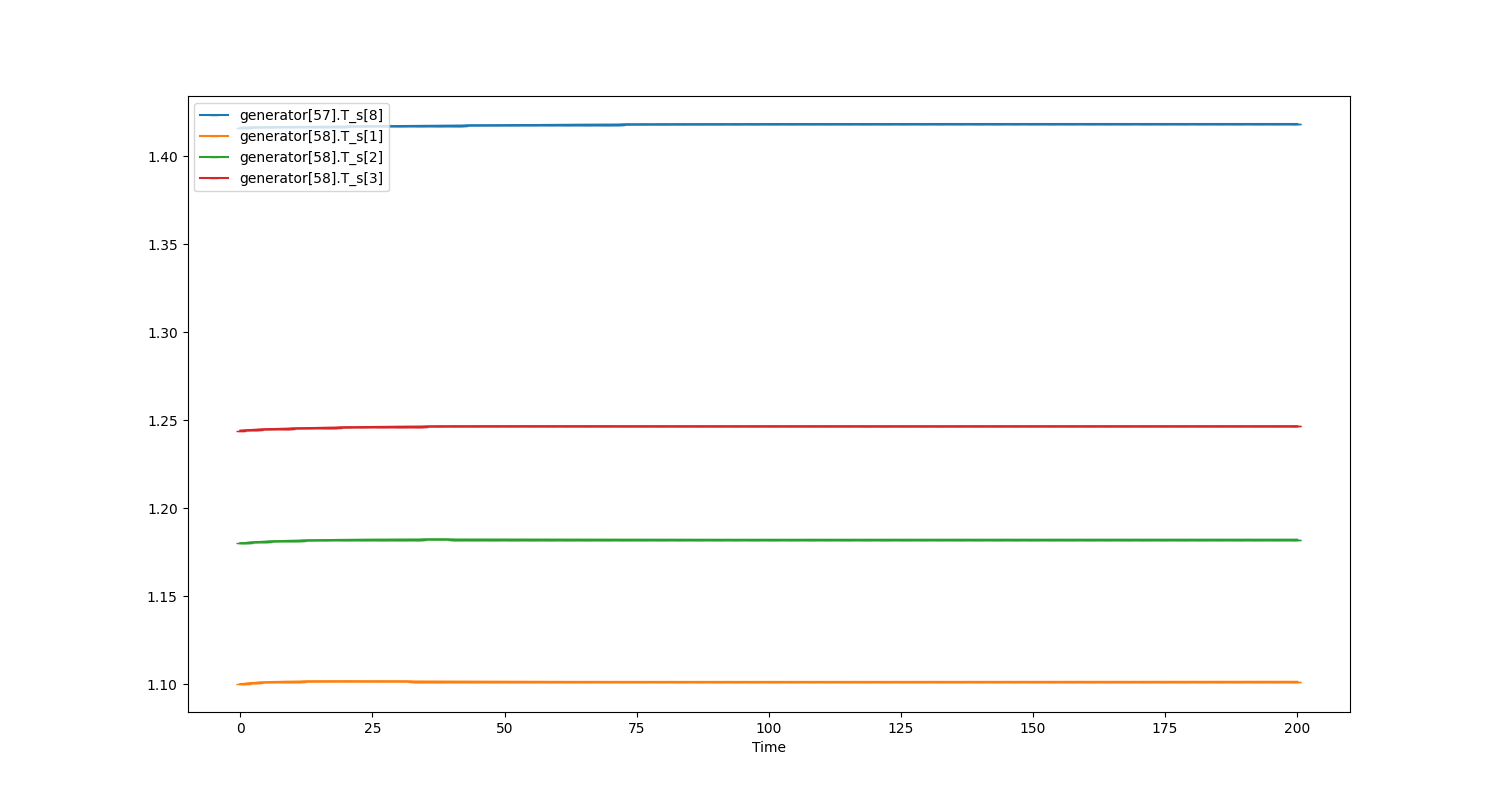 generator[57].T_s[8]
generator[58].T_s[1]
generator[58].T_s[2]
generator[58].T_s[3]
1.40
1.35
1.30
1.25
1.20
1.15
1.10
0 25 50 75 100 125 150 175 200
Time